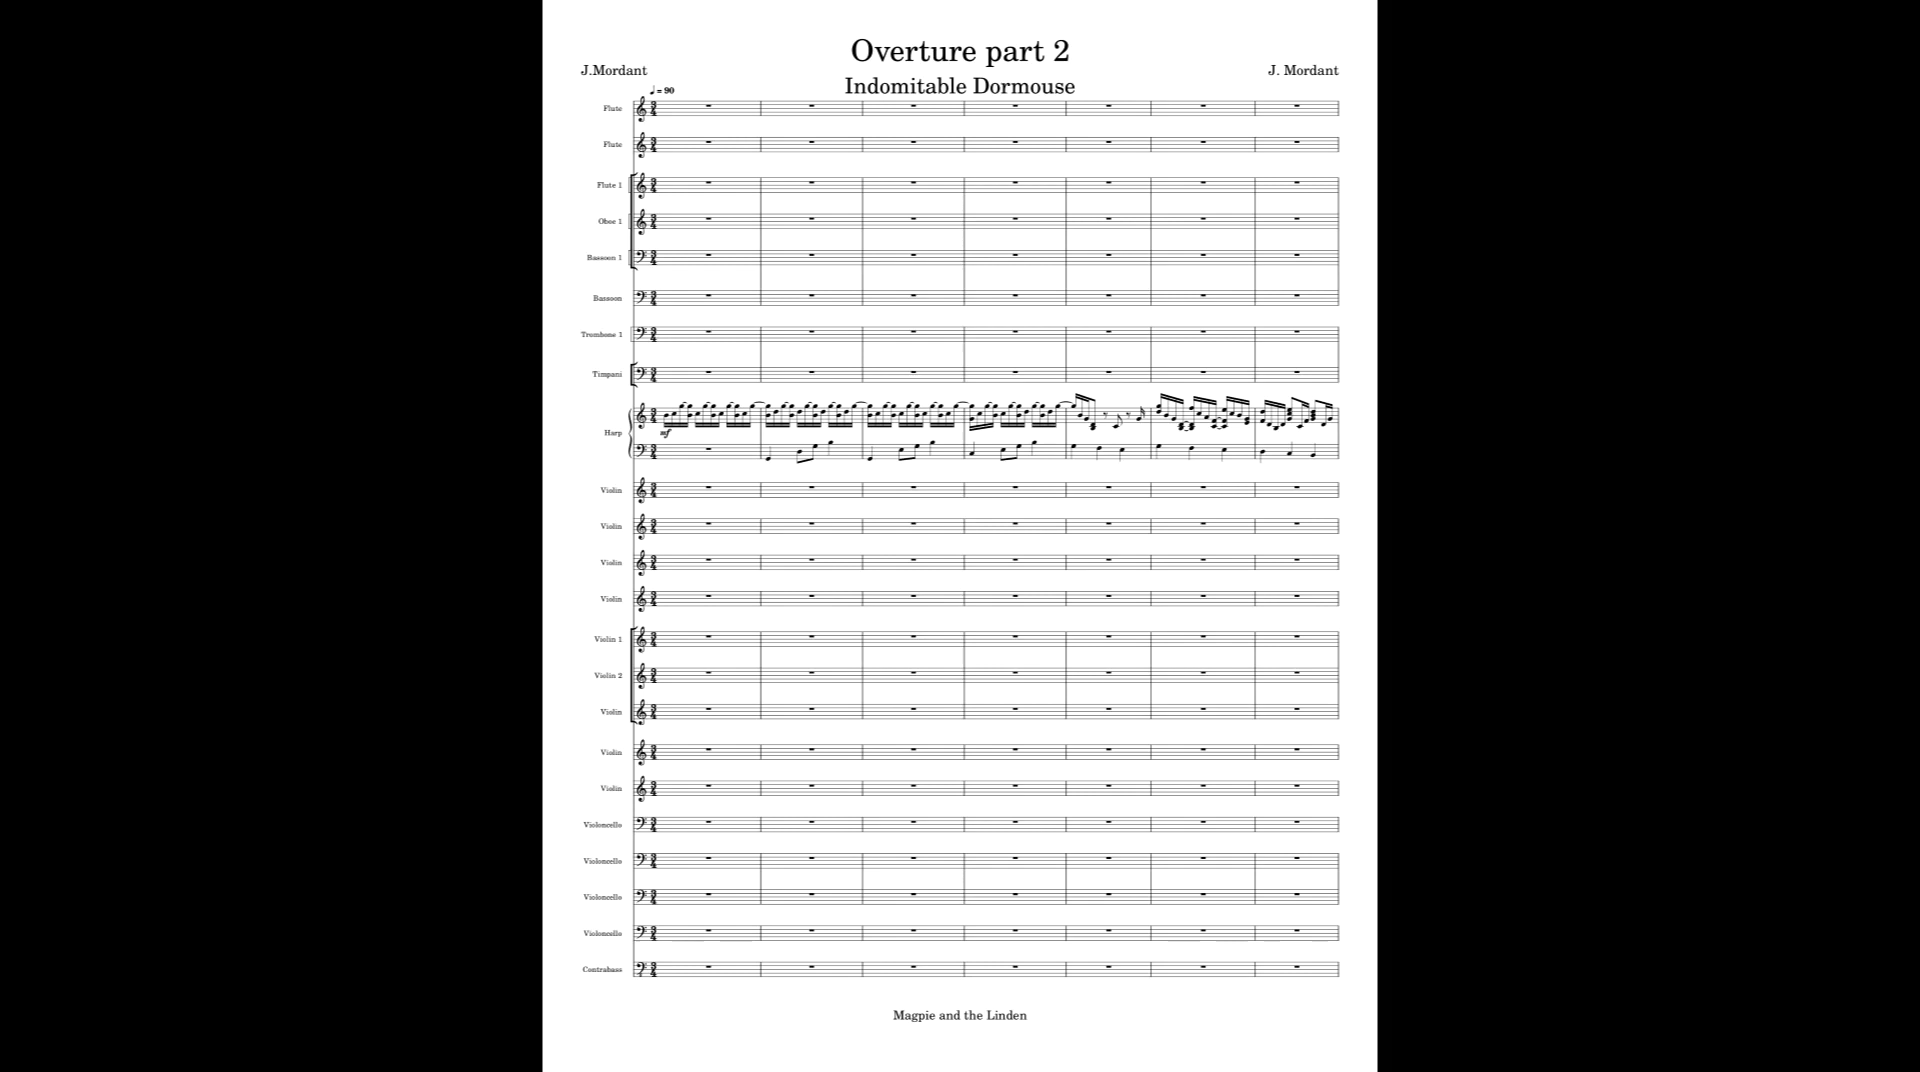 Overture part 2
J.Mordant
J. Mordant
Indomitable Dormouse
♩ = 90
Flute
Flute
Flute 1
Oboe 1
Bassoon 1
Bassoon
Trombone 1
Timpani
mf
Harp
Violin
Violin
Violin
Violin
Violin 1
Violin 2
Violin
Violin
Violin
Violoncello
Violoncello
Violoncello
Violoncello
Contrabass
Magpie and the Linden